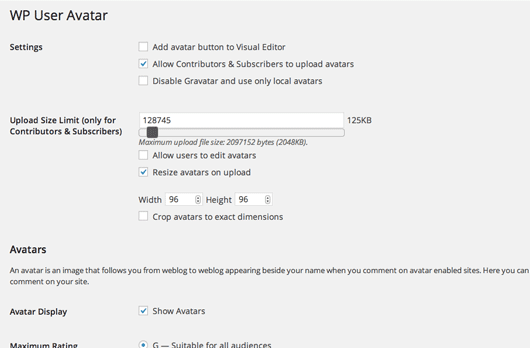 WP User Avatar
Settings
Add avatar button to Visual Editor
Allow Contributors & Subscribers to upload avatars
Disable Gravatar and use only local avatars
Upload Size Limit (only for
Contributors & Subscribers)
128745
125KB
Maximum upload file size: 2097152 bytes (2048KB).
Allow users to edit avatars
Resize avatars on upload
Width 96 Height 96
Crop avatars to exact dimensions
Avatars
An avatar is an image that follows you from weblog to weblog appearing beside your name when you comment on avatar enabled sites. Here you can
comment on your site.
Avatar Display
Show Avatars
Maximum Rating
G — Suitable for all audiences